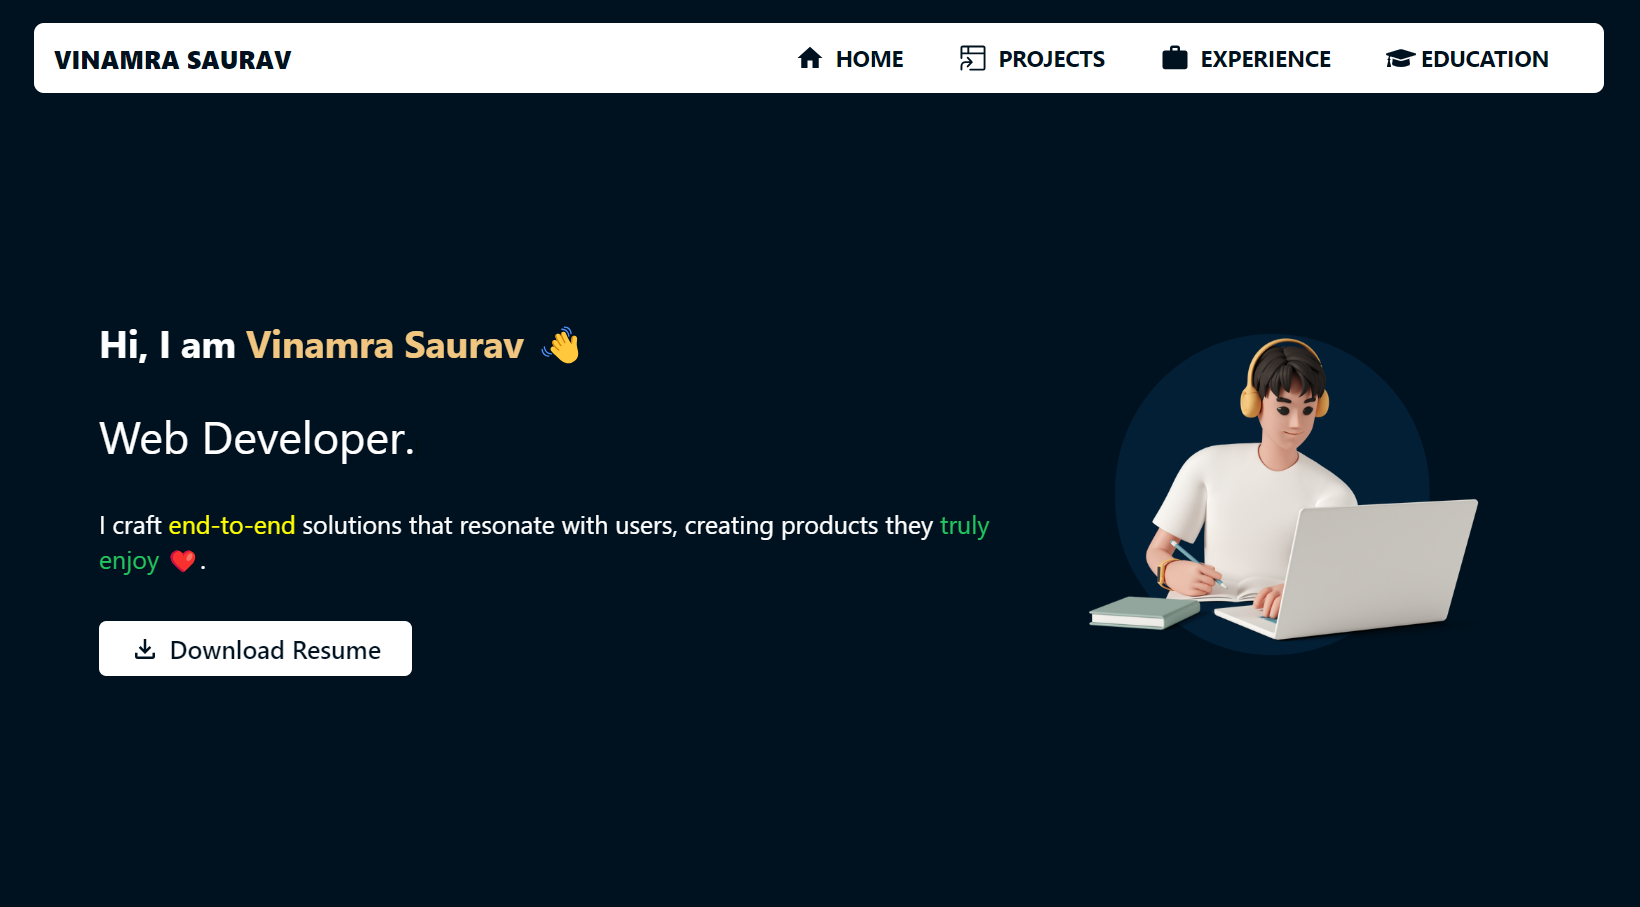 VINAMRA SAURAV
HOME
PROJECTS
EXPERIENCE
EDUCATION
Hi, I am Vinamra Saurav 👋
Web Developer.
I craft end-to-end solutions that resonate with users, creating products they truly
enjoy ❤️.
Download Resume